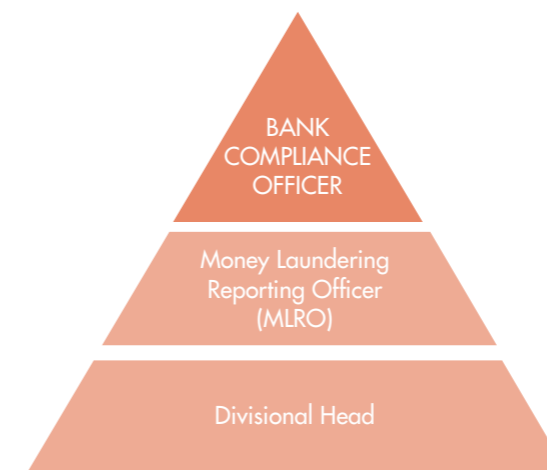 BANK
COMPLIANCE
OFFICER
Money Laundering
Reporting Officer
(MLRO)
Divisional Head